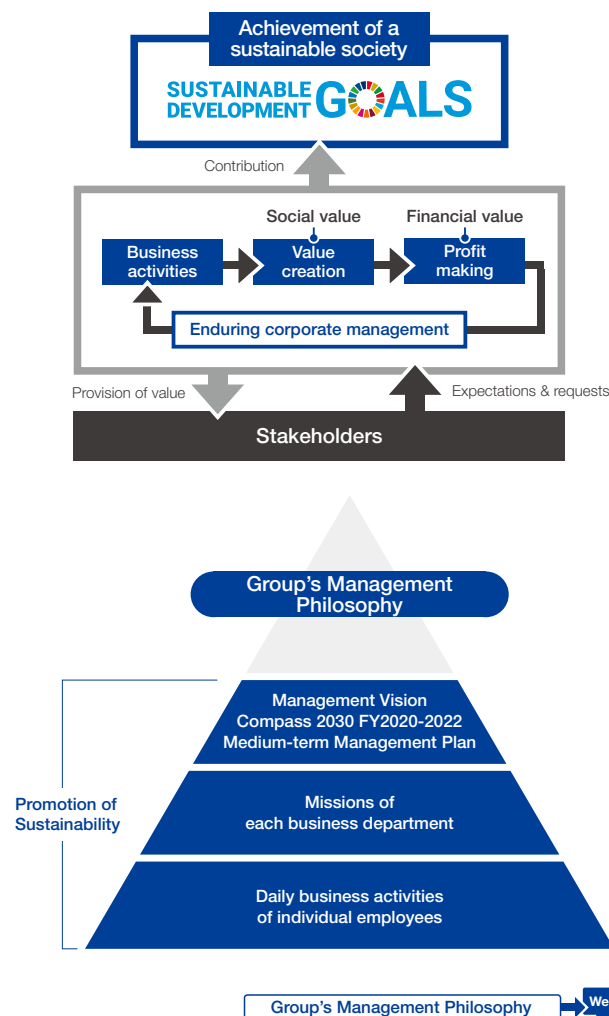 Achievement of a
sustainable society
SUSTAINABLE
DEVELOPMENT GOALS
Contribution
Social value
Financial value
Business
activities
Value
creation
Profit
making
Enduring corporate management
Provision of value
Expectations & requests
Stakeholders
Group's Management
Philosophy
Management Vision
Compass 2030 FY2020-2022
Medium-term Management Plan
Promotion of
Sustainability
Missions of
each business department
Daily business activities
of individual employees
Group's Management Philosophy